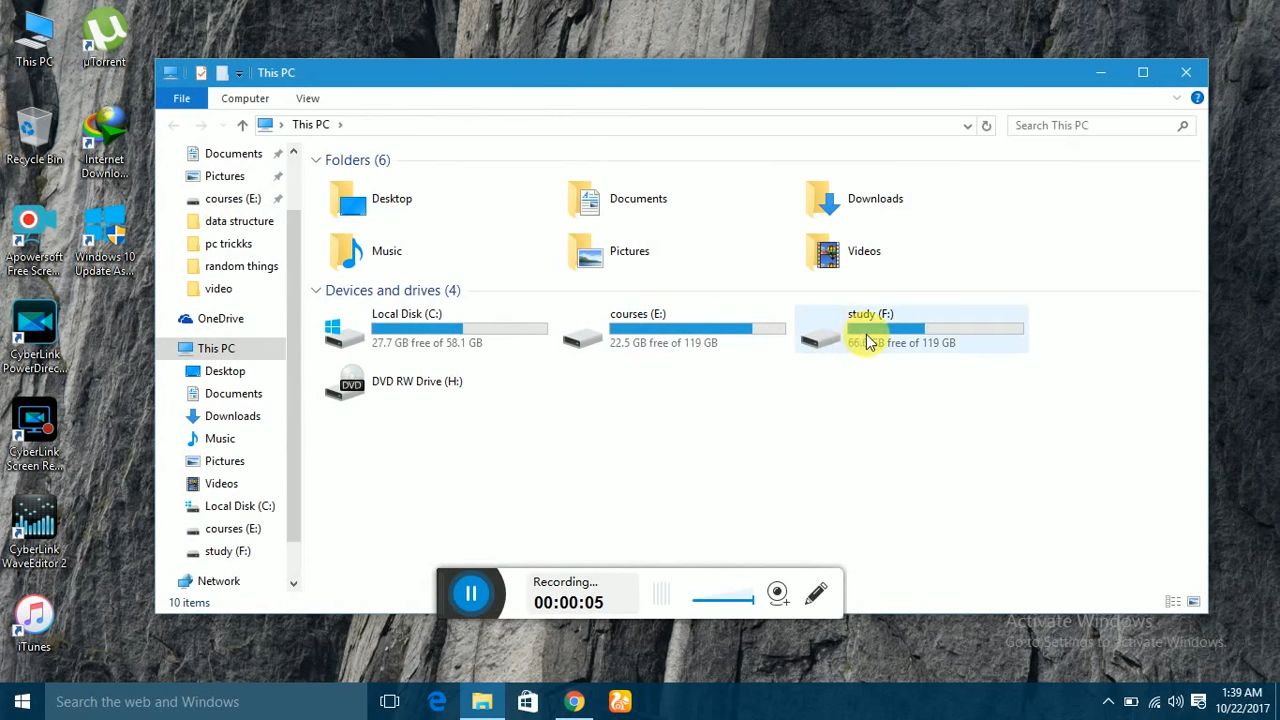 This PC
µTorrent
Recycle Bin
Internet
Downlo...
Apowersoft
Free Scre...
Windows 10
Update As...
CyberLink
PowerDirec...
CyberLink
Screen Re...
CyberLink
WaveEditor 2
iTunes
This PC
File
Computer
View
This PC
Search This PC
Documents
Pictures
courses (E:)
data structure
pc trickks
random things
video
OneDrive
This PC
Desktop
Documents
Downloads
Music
Pictures
Videos
Local Disk (C:)
courses (E:)
study (F:)
Network
Folders (6)
Desktop
Documents
Downloads
Music
Pictures
Videos
Devices and drives (4)
Local Disk (C:)
27.7 GB free of 58.1 GB
courses (E:)
22.5 GB free of 119 GB
study (F:)
GB free of 119 GB
DVD
DVD RW Drive (H:)
10 items
Recording...
00:00:05
Activate Windows
Go to Settings to Activate Windows.
Search the web and Windows
1:39 AM
10/22/2017